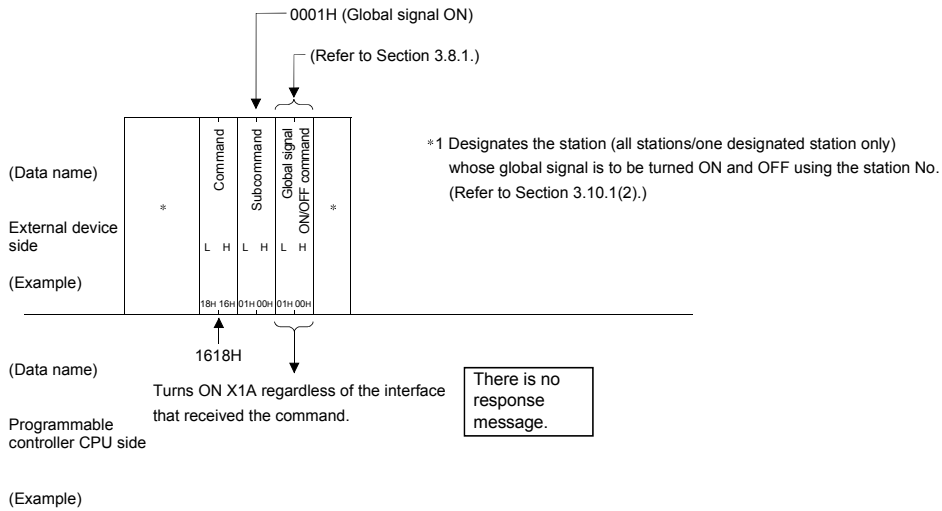 0001H (Global signal ON)
(Refer to Section 3.8.1.)
(Data name)
External device
side
(Example)
*
Command
L H
18H 16H
Subcommand
L H
01H 00H
Global signal
ON/OFF command
L H
01H 00H
*
*1 Designates the station (all stations/one designated station only)
whose global signal is to be turned ON and OFF using the station No.
(Refer to Section 3.10.1(2).)
1618H
(Data name)
Turns ON X1A regardless of the interface
that received the command.
There is no
response
message.
Programmable
controller CPU side
(Example)